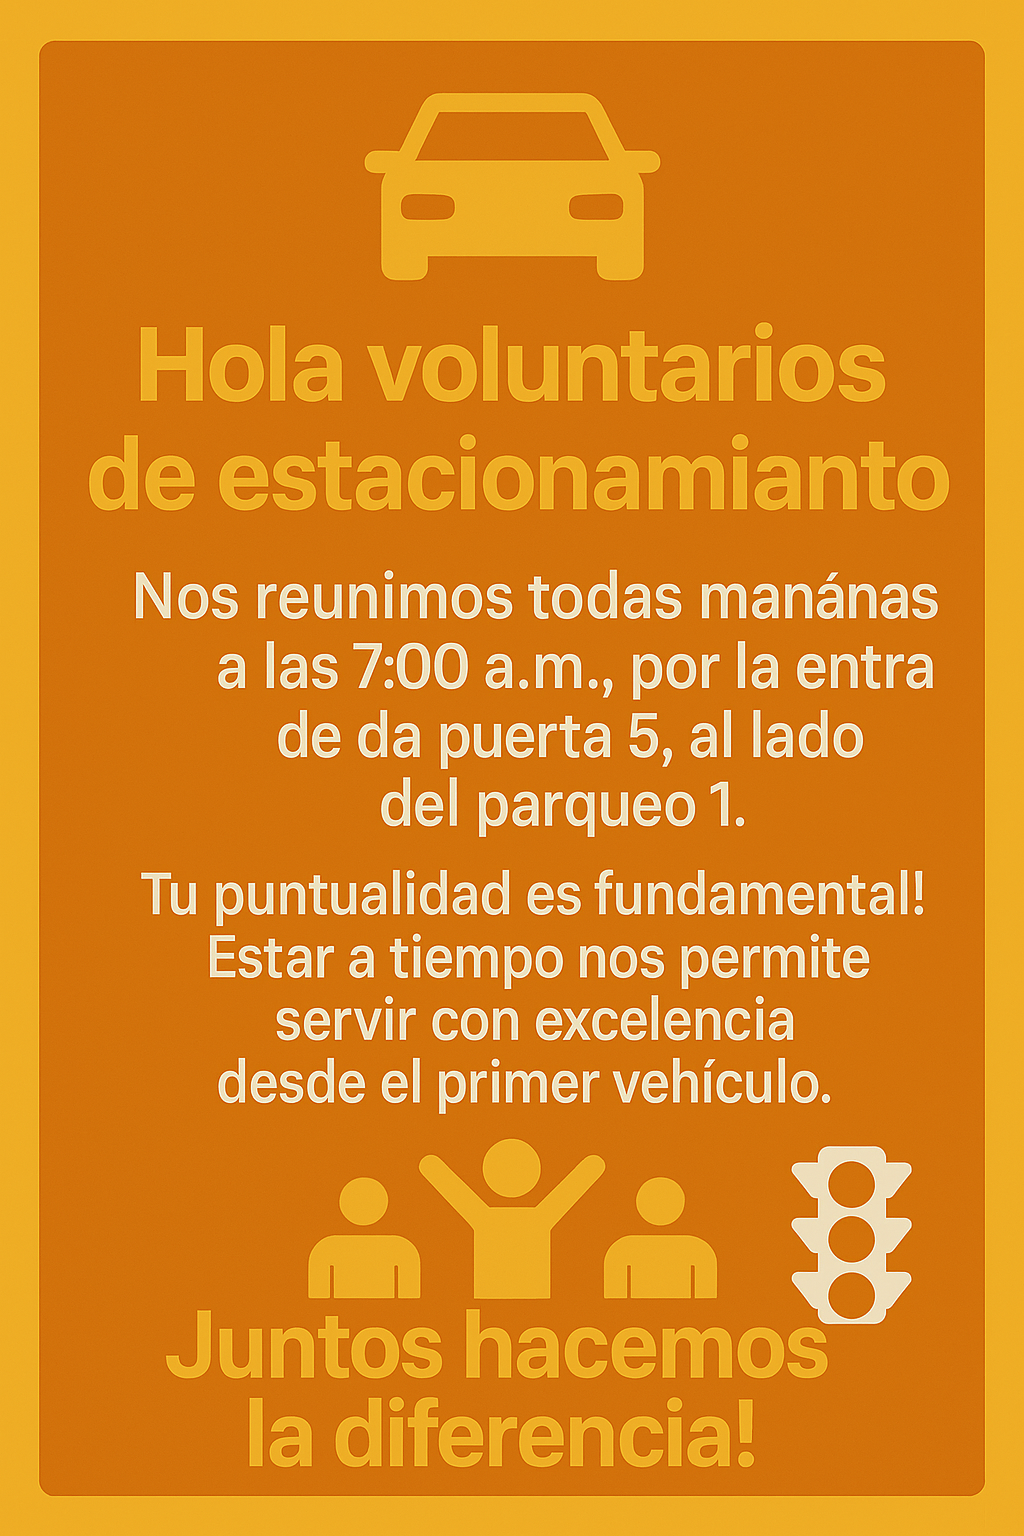 Hola voluntarios
de estacionamianto
Nos reunimos todas manánas
a las 7:00 a.m., por la entra
de da puerta 5, al lado
del parqueo 1.
Tu puntualidad es fundamental!
Estar a tiempo nos permite
servir con excelencia
desde el primer vehículo.
Juntos hacemos
la diferencia!